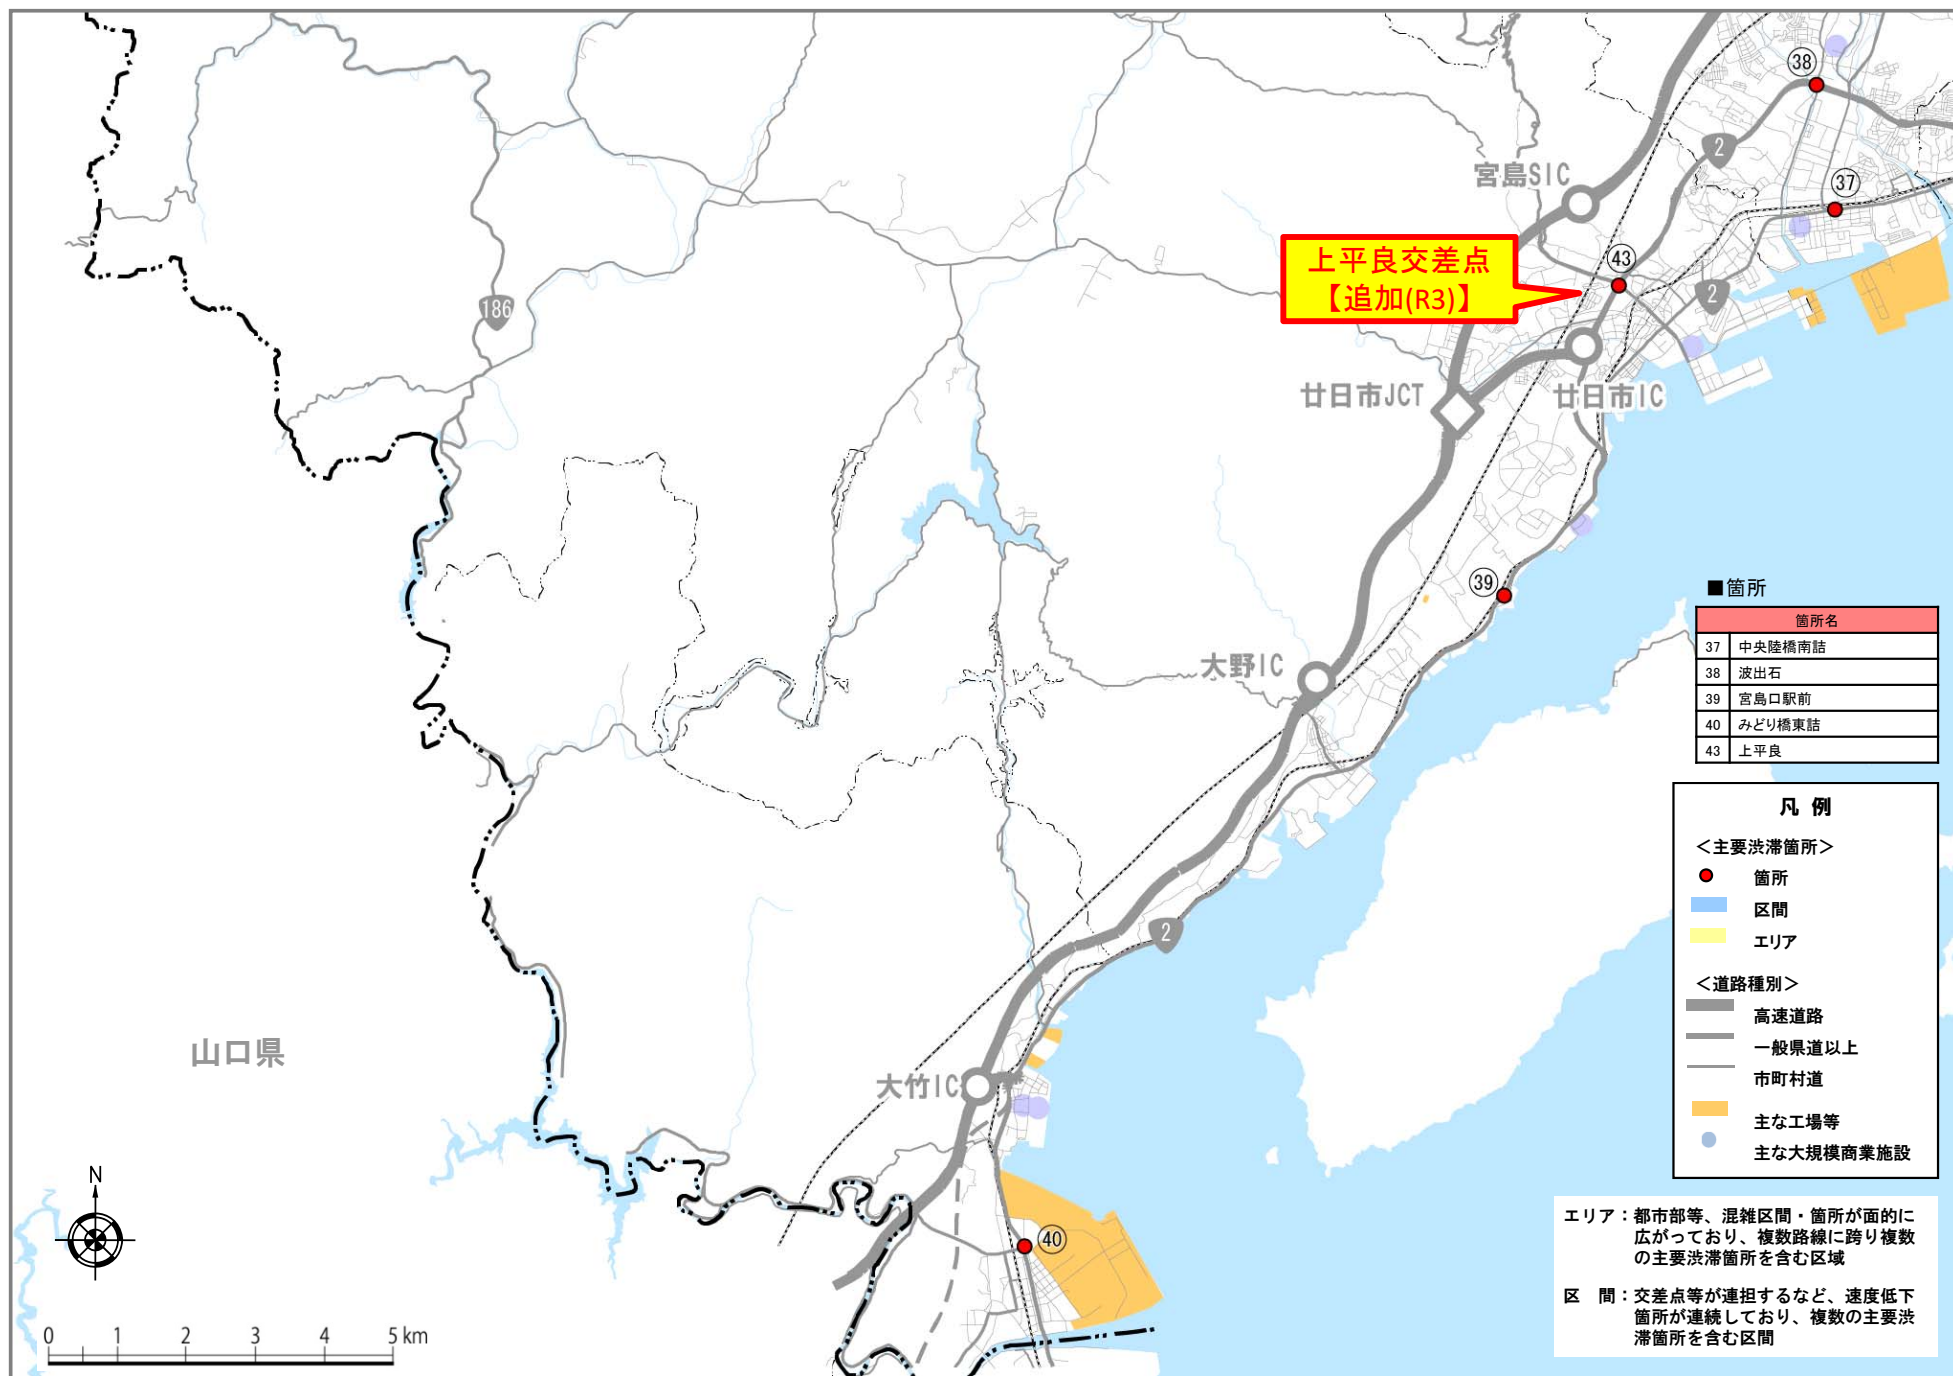 38
2
宮島SIC
37
上平良交差点
【追加(R3)】
43
2
186
廿日市JCT
廿日市IC
39
大野IC
■箇所
箇所名
37 中央陸橋南詰
38 波出石
39 宮島口駅前
40 みどり橋東詰
43 上平良
凡 例
＜主要渋滞箇所＞
箇所
区間
エリア
＜道路種別＞
高速道路
一般県道以上
市町村道
主な工場等
主な大規模商業施設
2
山口県
大竹IC
N
40
エリア：都市部等、混雑区間・箇所が面的に
広がっており、複数路線に跨り複数
の主要渋滞箇所を含む区域
区　間：交差点等が連担するなど、速度低下
箇所が連続しており、複数の主要渋
滞箇所を含む区間
0 1 2 3 4 5 km